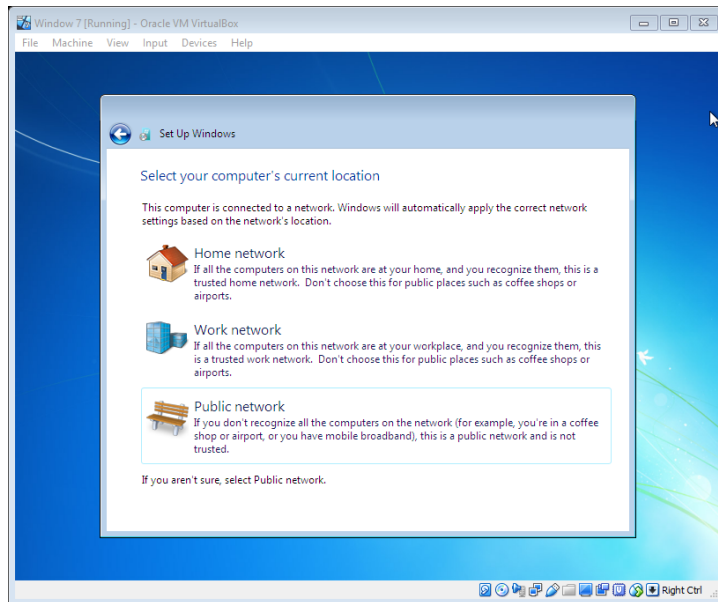 Window 7 [Running] - Oracle VM VirtualBox
File Machine View Input Devices Help
Set Up Windows
Select your computer's current location
This computer is connected to a network. Windows will automatically apply the correct network
settings based on the network's location.
Home network
If all the computers on this network are at your home, and you recognize them, this is a
trusted home network. Don't choose this for public places such as coffee shops or
airports.
Work network
If all the computers on this network are at your workplace, and you recognize them, this
is a trusted work network. Don't choose this for public places such as coffee shops or
airports.
Public network
If you don't recognize all the computers on the network (for example, you're in a coffee
shop or airport, or you have mobile broadband), this is a public network and is not
trusted.
If you aren't sure, select Public network.
Right Ctrl